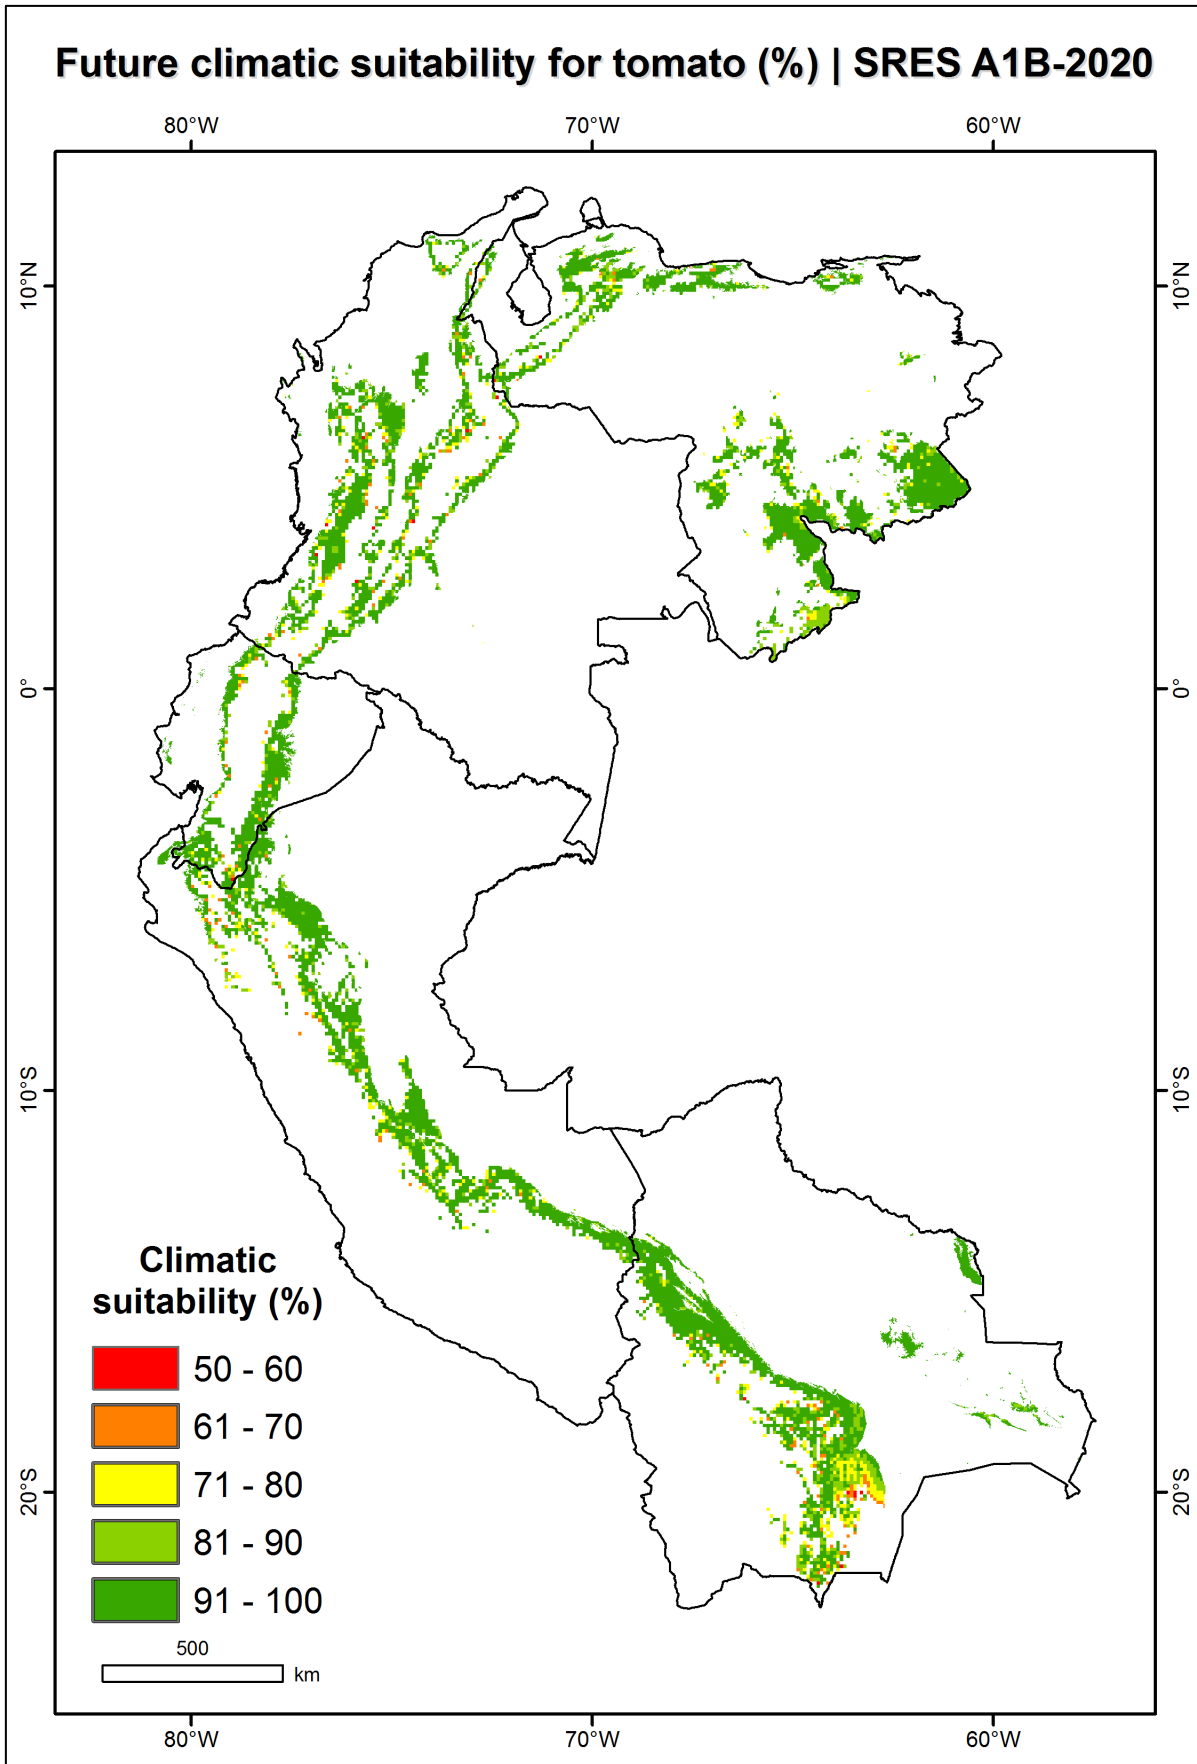 Future climatic suitability for tomato (%) | SRES A1B-2020
80°W 70°W 60°W
10°N 10°N
0° 0°
10°S 10°S
Climatic
suitability (%)
50 - 60
61 - 70
71 - 80
20°S 20°S
81 - 90
91 - 100
500
km
80°W 70°W 60°W